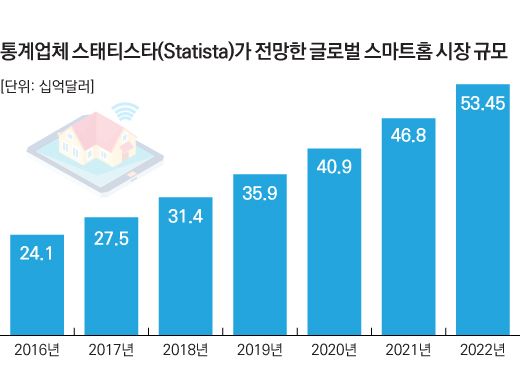 통계업체 스태티스타(Statista)가 전망한 글로벌 스마트홈 시장 규모
[단위: 십억달러]
24.1
27.5
31.4
35.9
40.9
46.8
53.45
2016년
2017년
2018년
2019년
2020년
2021년
2022년